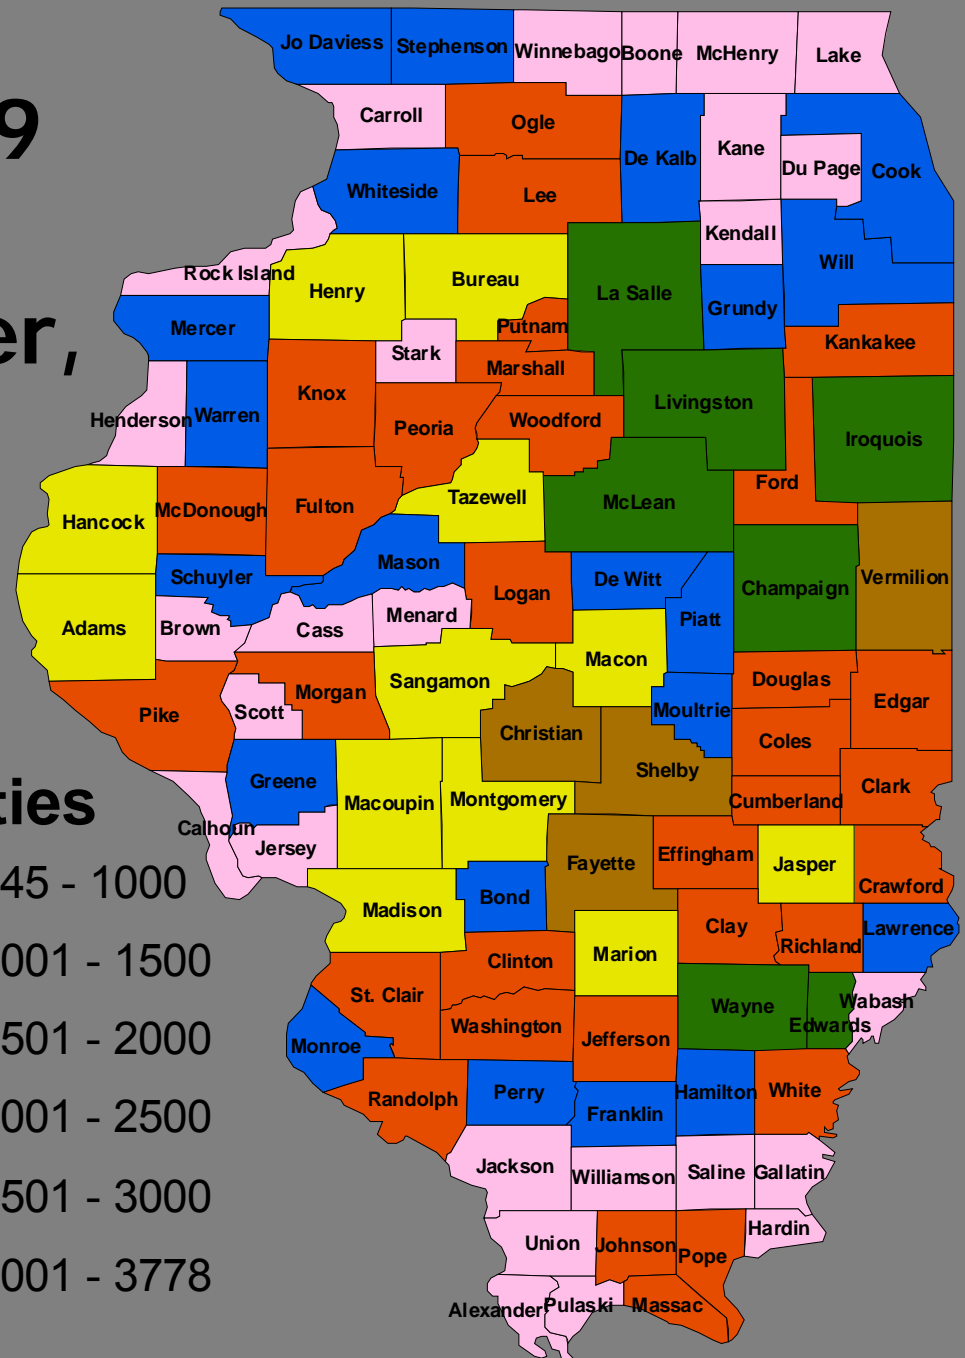 9
er,
ties
45 - 1000
001 - 1500
501 - 2000
001 - 2500
501 - 3000
001 - 3778
Jo Daviess
Stephenson
Winnebago
Boone
McHenry
Lake
Carroll
Ogle
De Kalb
Kane
Du Page
Cook
Whiteside
Lee
Kendall
Rock Island
Henry
Bureau
La Salle
Will
Mercer
Putnam
Grundy
Kankakee
Stark
Marshall
Henderson
Warren
Knox
Peoria
Woodford
Livingston
Iroquois
Hancock
McDonough
Fulton
Tazewell
McLean
Ford
Schuyler
Mason
Logan
De Witt
Champaign
Vermilion
Adams
Brown
Cass
Menard
Piatt
Macon
Pike
Scott
Morgan
Sangamon
Christian
Moultrie
Douglas
Edgar
Coles
Greene
Macoupin
Montgomery
Shelby
Cumberland
Clark
Calhoun
Jersey
Fayette
Effingham
Jasper
Crawford
Madison
Bond
Marion
Clay
Richland
Lawrence
Clinton
St. Clair
Washington
Jefferson
Wayne
Edwards
Wabash
Monroe
Randolph
Perry
Franklin
Hamilton
White
Jackson
Williamson
Saline
Gallatin
Union
Johnson
Pope
Hardin
Alexander
Pulaski
Massac